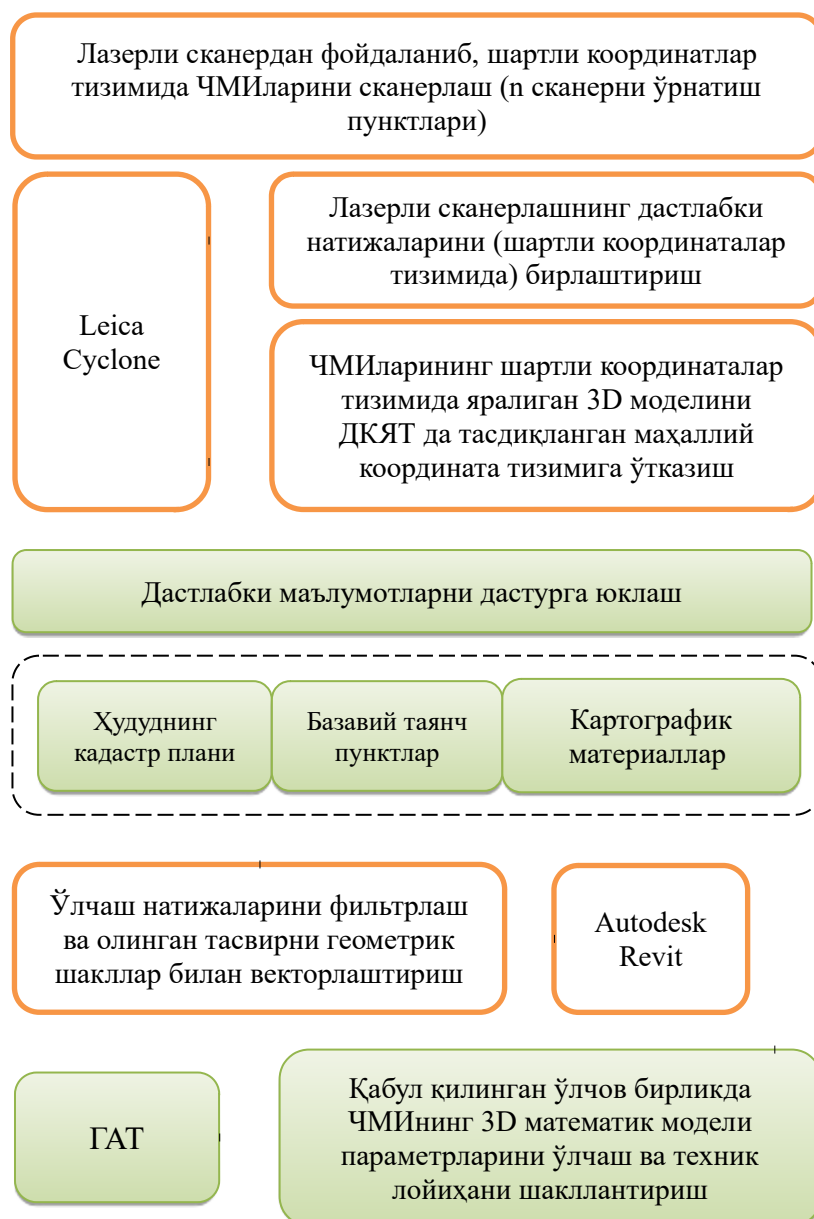 Лазерли сканердан фойдаланиб, шартли координатлар
тизимида ЧМИларини сканерлаш (n сканерни ўрнатиш
пунктлари)
Leica
Cyclone
Лазерли сканерлашнинг дастлабки
натижаларини (шартли координаталар
тизимида) бирлаштириш
ЧМИларининг шартли координаталар
тизимида яралиган 3D моделини
ДКЯТ да тасдиқланган маҳаллий
координата тизимига ўтказиш
Дастлабки маълумотларни дастурга юклаш
Ҳудуднинг
кадастр плани
Базавий таянч
пунктлар
Картографик
материаллар
Ўлчаш натижаларини фильтрлаш
ва олинган тасвирни геометрик
шакллар билан векторлаштириш
Autodesk
Revit
ГАТ
Қабул қилинган ўлчов бирликда
ЧМИнинг 3D математик модели
параметрларини ўлчаш ва техник
лойиҳани шакллантириш